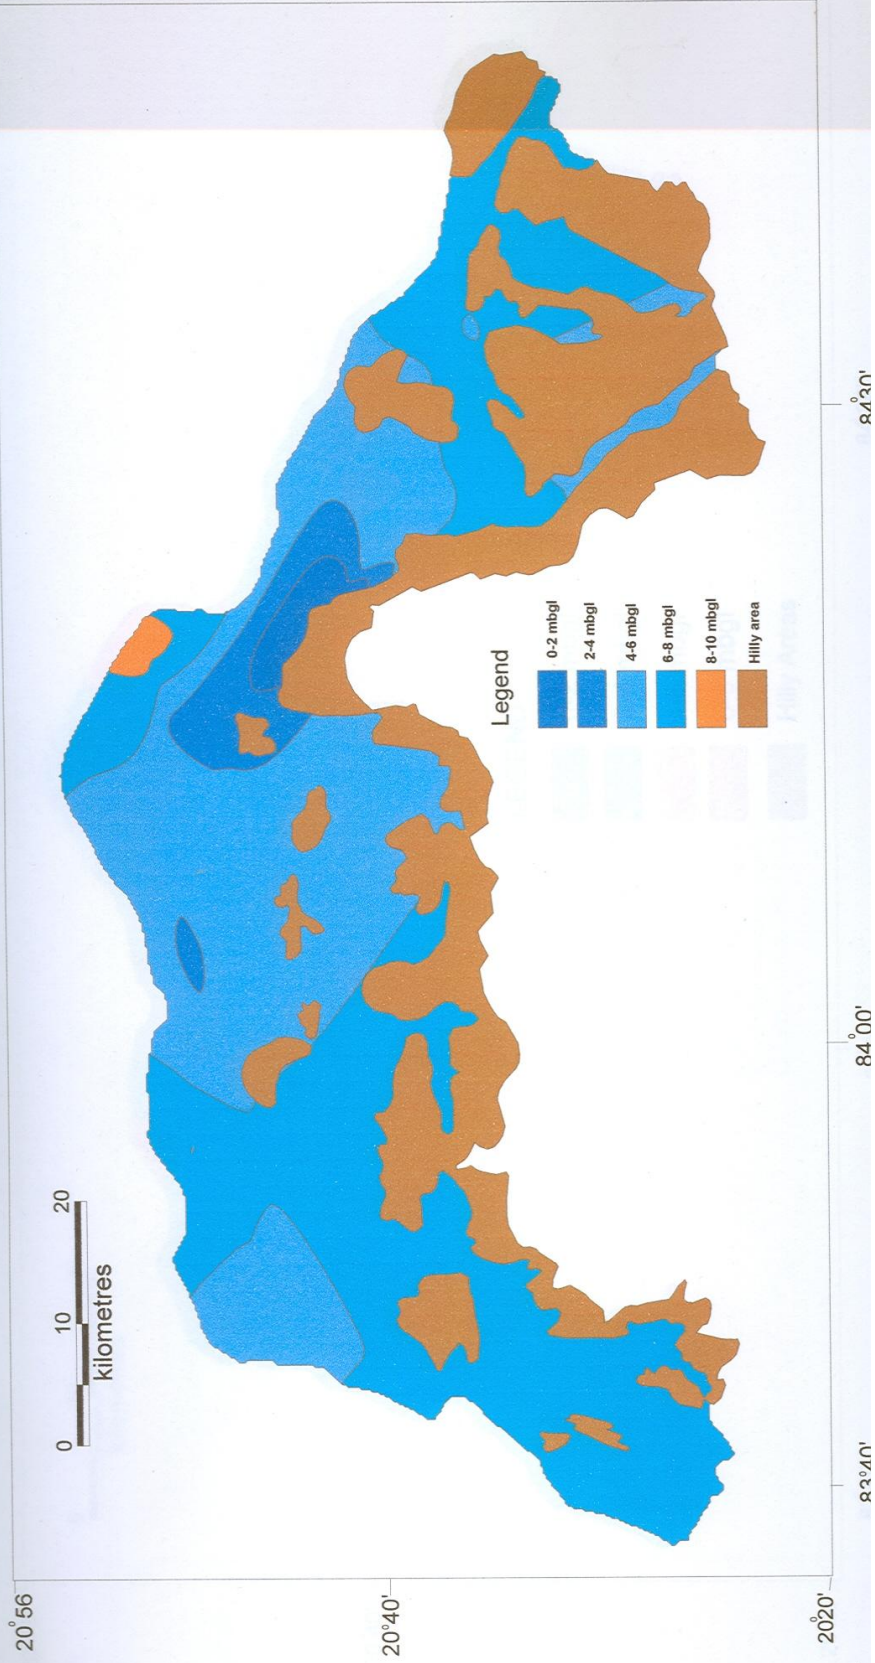 20°56
20°40'
20°20'
83°40'
84°00'
84°30'
0 10 20
kilometres
Legend
0-2 mbgl
2-4 mbgl
4-6 mbgl
6-8 mbgl
8-10 mbgl
Hilly area